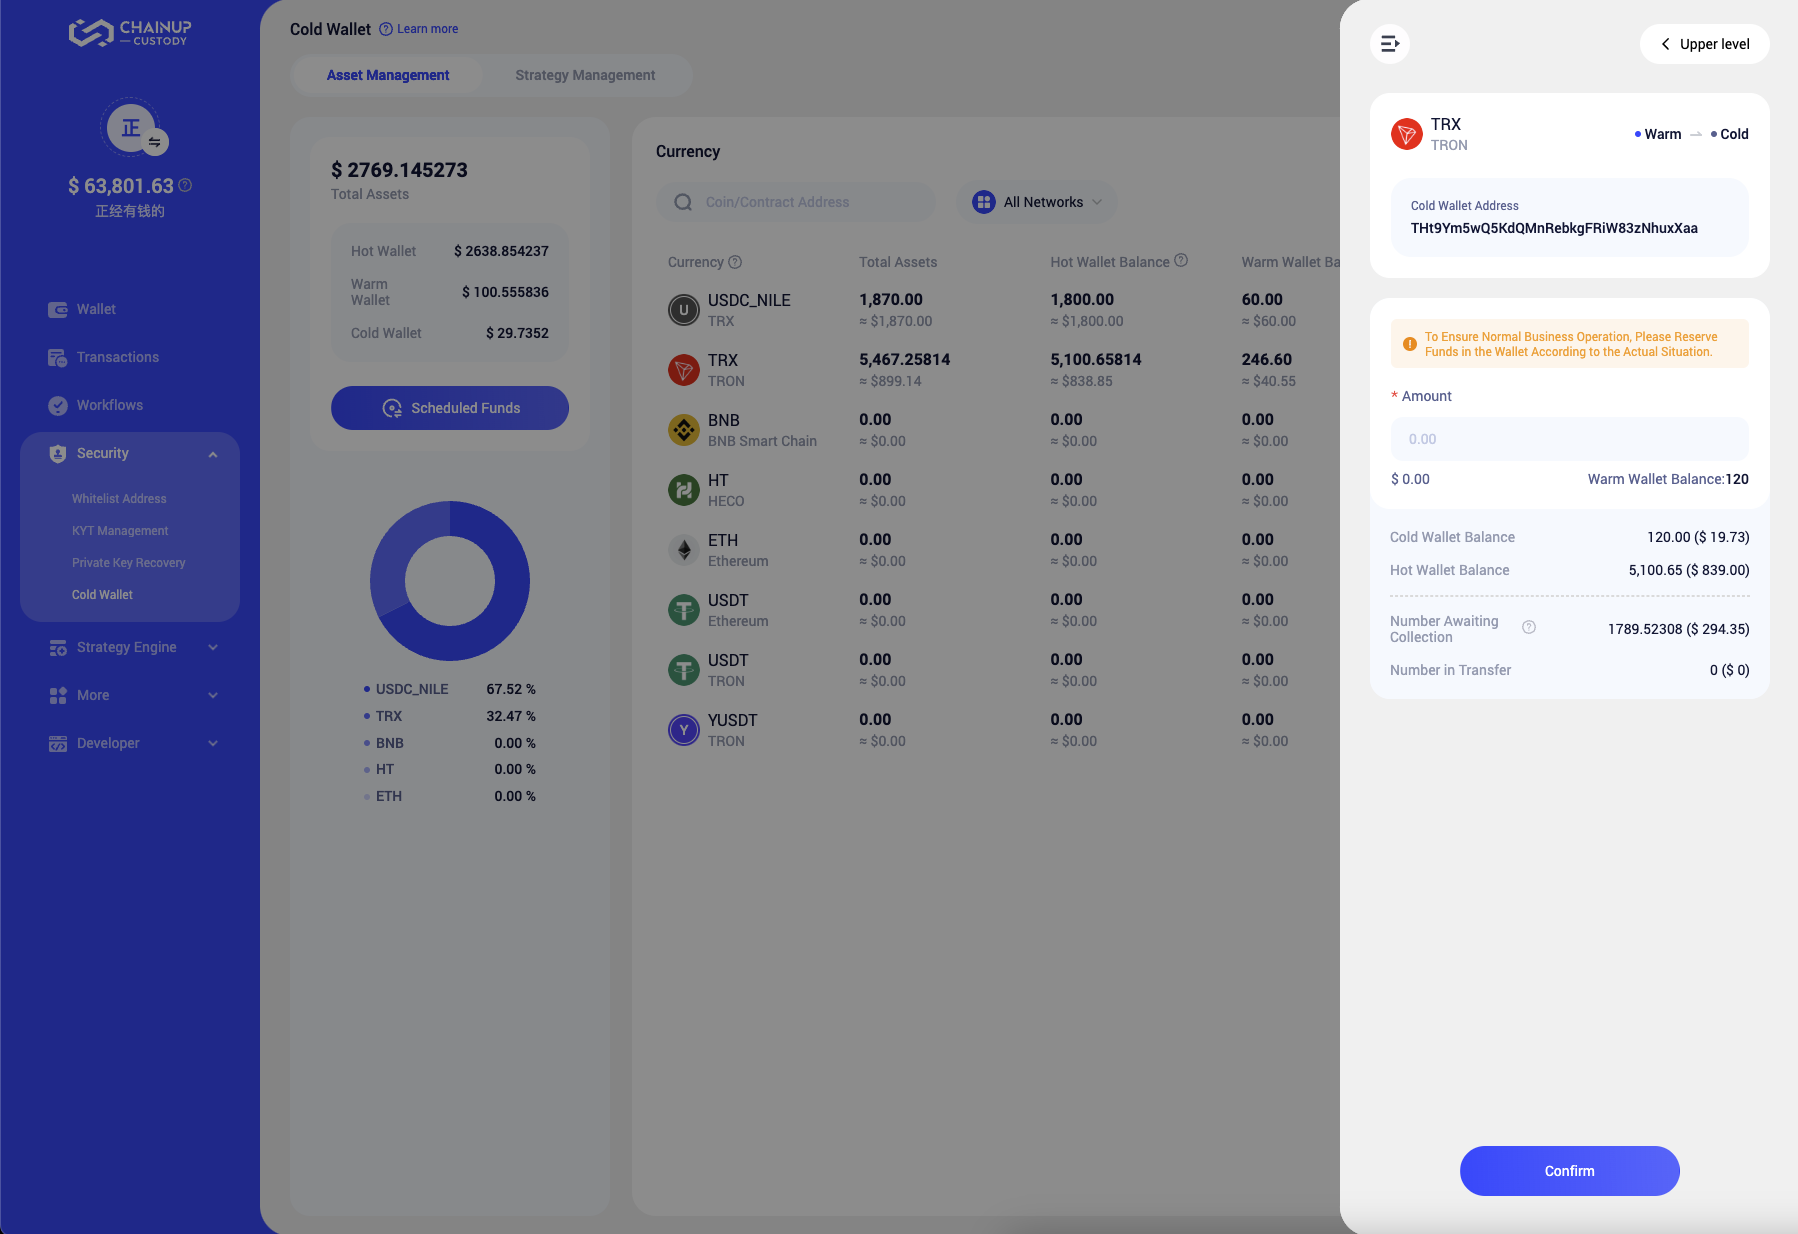 CHAINUP
CUSTODY
正
$ 63,801.63
正经有钱的
Wallet
Transactions
Workflows
Security
Whitelist Address
KYT Management
Private Key Recovery
Cold Wallet
Strategy Engine
More
Developer
Cold Wallet ? Learn more
Asset Management Strategy Management
$ 2769.145273
Total Assets
Hot Wallet $ 2638.854237
Warm Wallet $ 100.555836
Cold Wallet $ 29.7352
Scheduled Funds
USDC_NILE 67.52 %
TRX 32.47 %
BNB 0.00 %
HT 0.00 %
ETH 0.00 %
Currency
Coin/Contract Address All Networks
Currency Total Assets Hot Wallet Balance Warm Wallet Ba
USDC_NILE 1,870.00 1,800.00 60.00
TRX ≈ $1,870.00 ≈ $1,800.00 ≈ $60.00
TRX 5,467.25814 5,100.65814 246.60
TRON ≈ $899.14 ≈ $838.85 ≈ $40.55
BNB 0.00 0.00 0.00
BNB Smart Chain ≈ $0.00 ≈ $0.00 ≈ $0.00
HT 0.00 0.00 0.00
HECO ≈ $0.00 ≈ $0.00 ≈ $0.00
ETH 0.00 0.00 0.00
Ethereum ≈ $0.00 ≈ $0.00 ≈ $0.00
USDT 0.00 0.00 0.00
Ethereum ≈ $0.00 ≈ $0.00 ≈ $0.00
USDT 0.00 0.00 0.00
TRON ≈ $0.00 ≈ $0.00 ≈ $0.00
YUSDT 0.00 0.00 0.00
TRON ≈ $0.00 ≈ $0.00 ≈ $0.00
Upper level
TRX
TRON
Warm Cold
Cold Wallet Address
THt9Ym5wQ5KdQMnRebkgFRiW83zNhuxXaa
To Ensure Normal Business Operation, Please Reserve
Funds in the Wallet According to the Actual Situation.
* Amount
0.00
$ 0.00 Warm Wallet Balance:120
Cold Wallet Balance 120.00 ($ 19.73)
Hot Wallet Balance 5,100.65 ($ 839.00)
Number Awaiting
Collection 1789.52308 ($ 294.35)
Number in Transfer 0 ($ 0)
Confirm